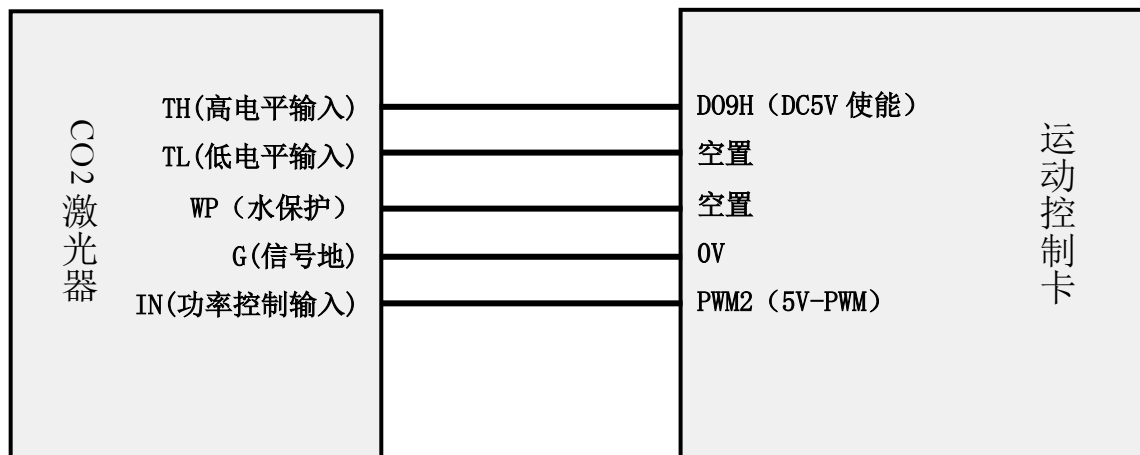 CO2激光器
TH(高电平输入)
TL(低电平输入)
WP（水保护）
G(信号地)
IN(功率控制输入)
DO9H（DC5V 使能）
空置
空置
0V
PWM2（5V-PWM）
运动控制卡